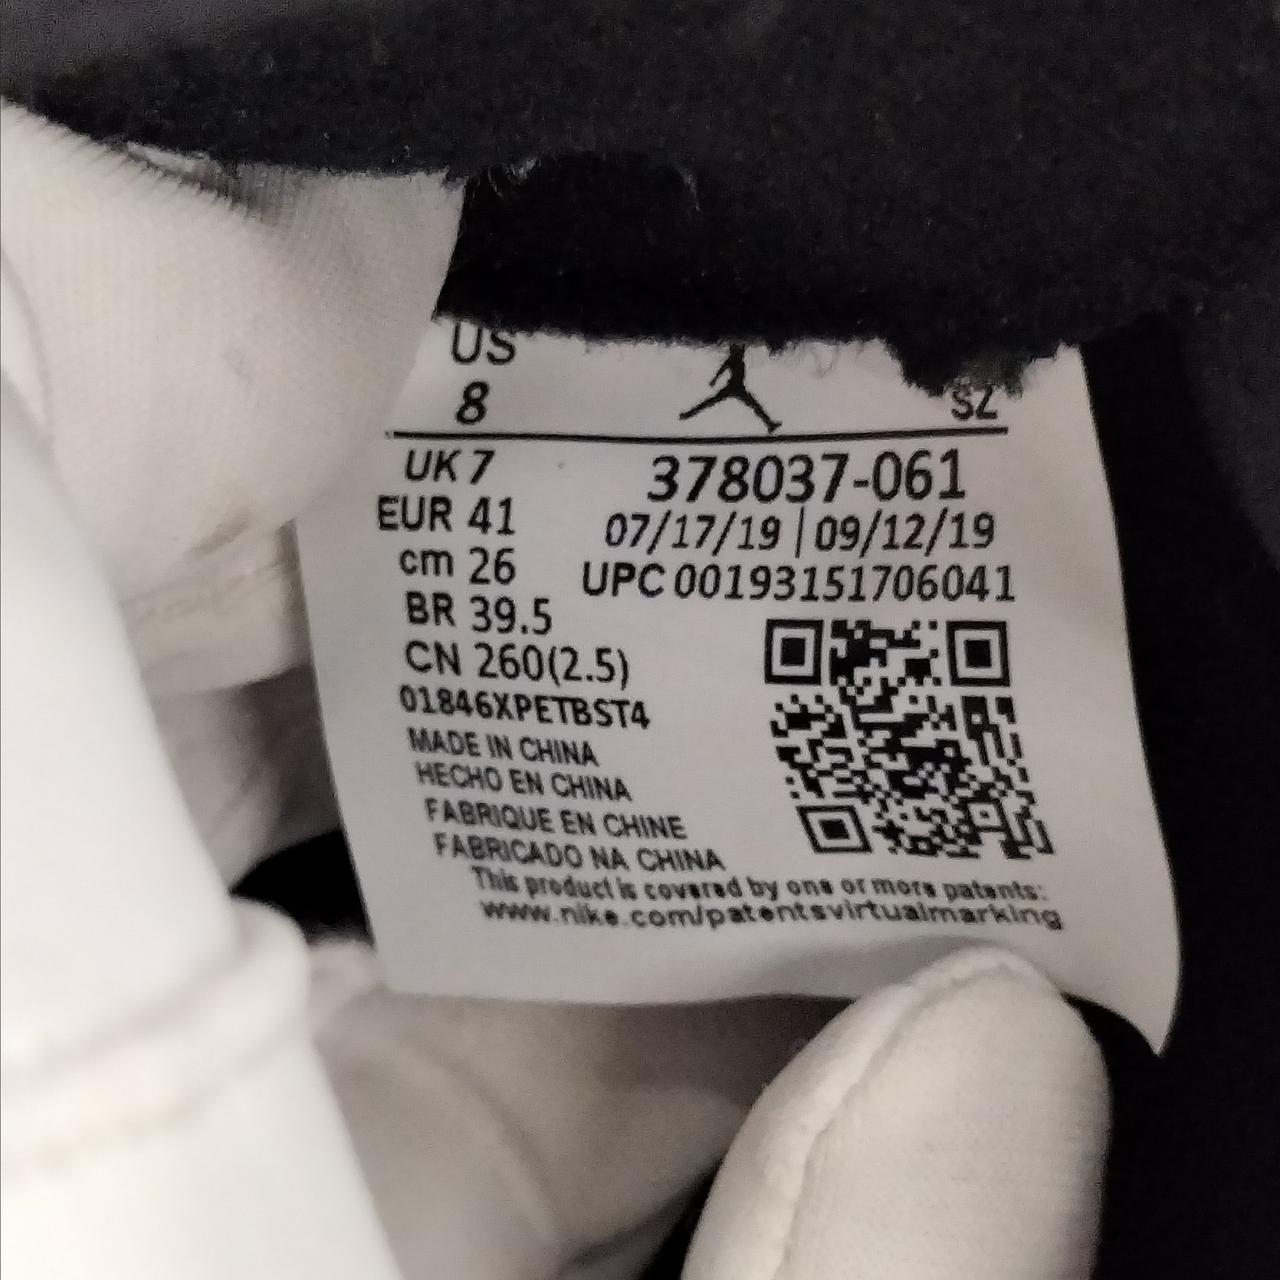 US
8
SZ
UK 7
378037-061
EUR 41
07/17/19 | 09/12/19
cm 26
UPC 00193151706041
BR 39.5
CN 260(2.5)
01846XPETBST4
MADE IN CHINA
HECHO EN CHINA
FABRIQUE EN CHINE
FABRICADO NA CHINA
This product is covered by one or more patents:
www.nike.com/patentsvirtualmarking